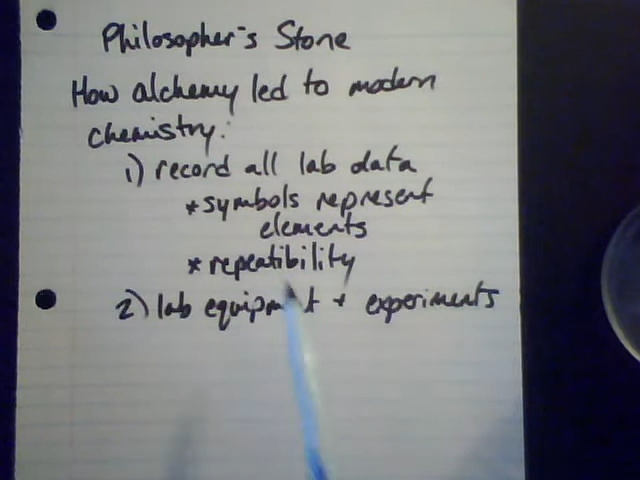 Philosopher's Stone
How alchemy led to modern
chemistry:
1) record all lab data
*symbols represent
elements
*repeatibility
2) lab equipment + experiments